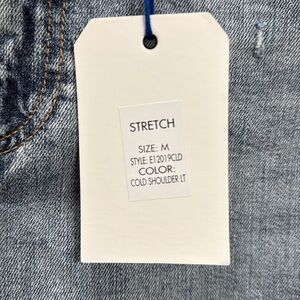 STRETCH
SIZE: M
STYLE: E12019CLD
COLOR:
COLD SHOULDER LT